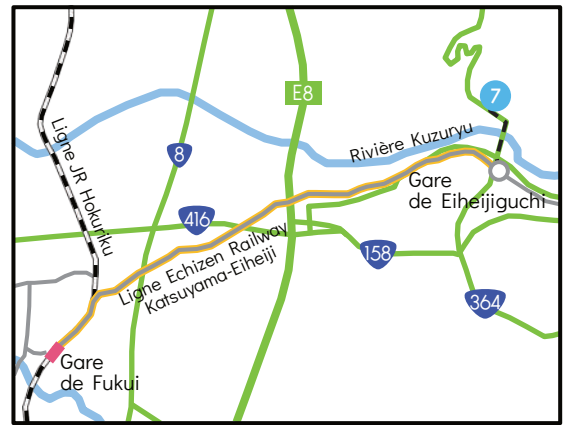 E8
7
Ligne JR Hokuriku
8
Rivière Kuzuryu
Gare
de Eiheijiguchi
416
Ligne Echizen Railway
Katsuyama-Eiheiji
158
364
Gare
de Fukui